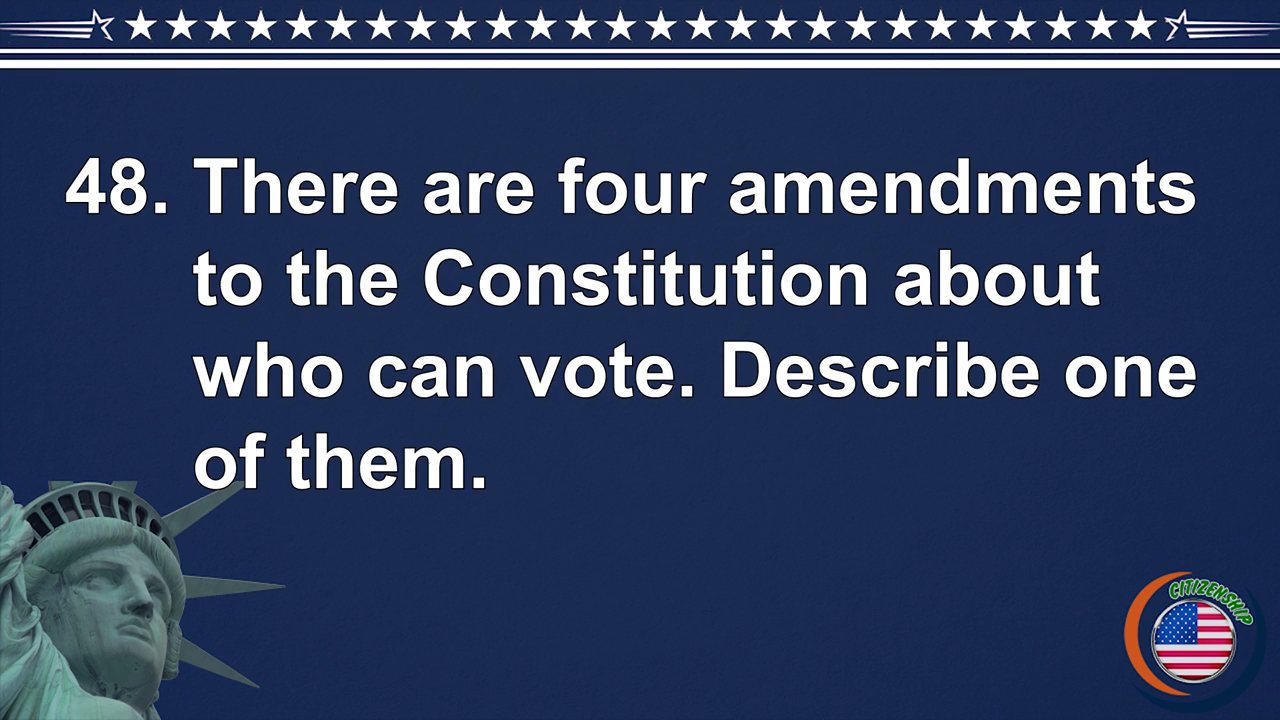 48. There are four amendments
to the Constitution about
who can vote. Describe one
of them.
CITIZENSHIP